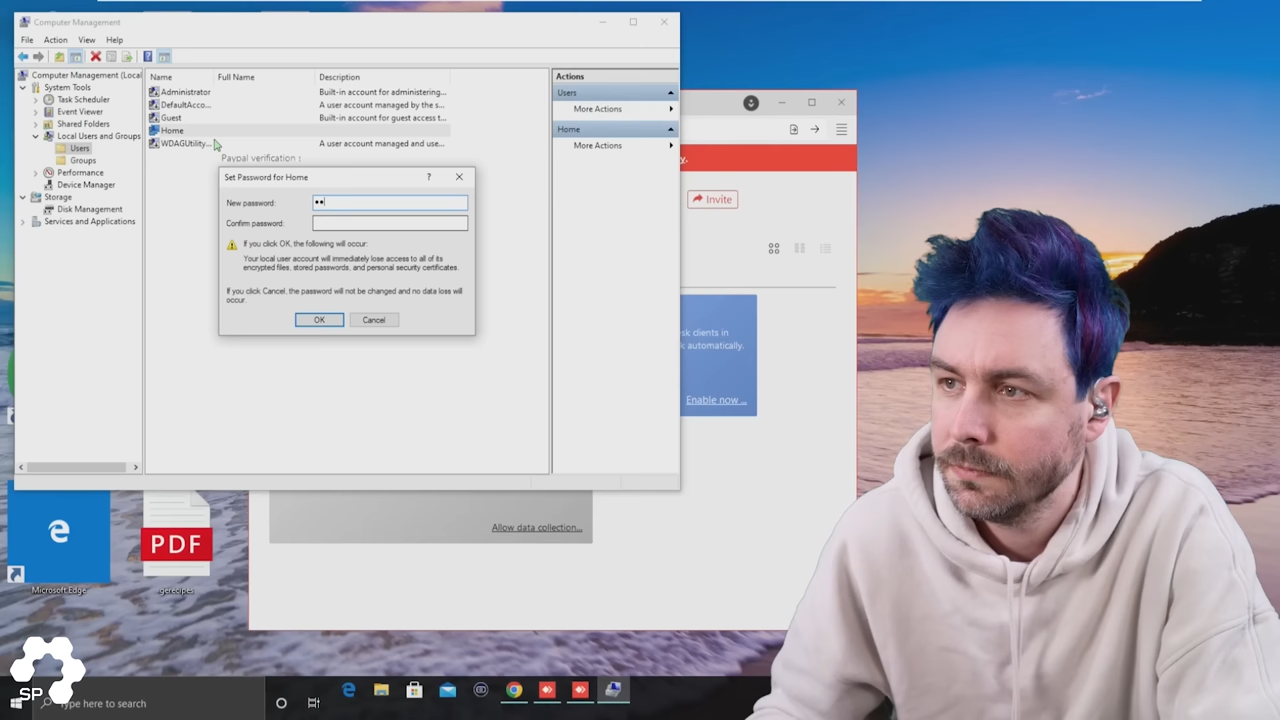 Computer Management
File Action View Help
Computer Management (Local
System Tools
Task Scheduler
Event Viewer
Shared Folders
Local Users and Groups
Users
Groups
Performance
Device Manager
Storage
Disk Management
Services and Applications
Name Full Name Description
Administrator Built-in account for administering...
DefaultAcco... A user account managed by the s...
Guest Built-in account for guest access t...
Home
WDAGUtility... A user account managed and use...
Paypal verification :
Actions
Users
More Actions
Home
More Actions
Set Password for Home
New password:
Confirm password:
If you click OK, the following will occur:
Your local user account will immediately lose access to all of its
encrypted files, stored passwords, and personal security certificates.
If you click Cancel, the password will not be changed and no data loss will
occur.
OK Cancel
Invite
sk clients in
k automatically.
Enable now ...
Allow data collection...
Microsoft Edge
PDF
gerecipes
SP
Type here to search